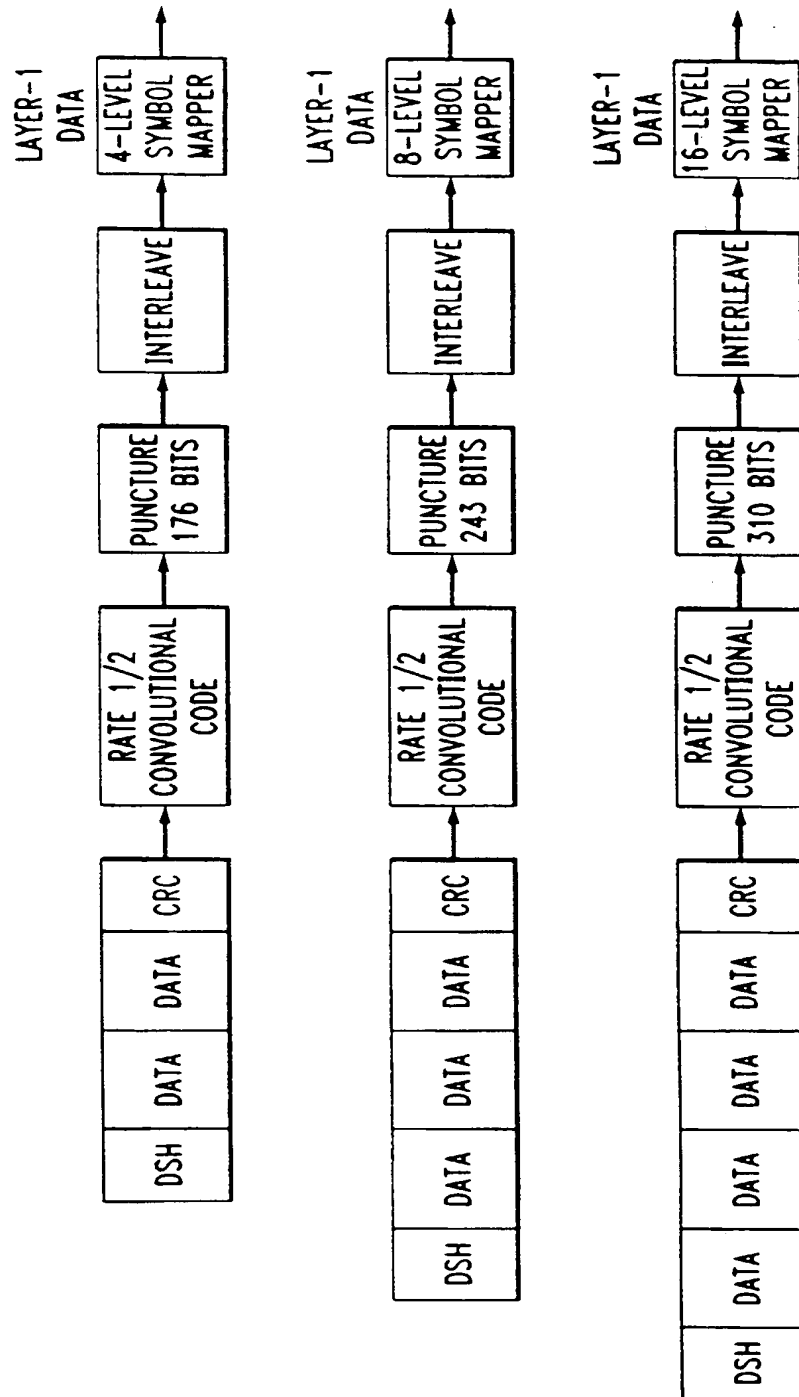 DSH
DATA
DATA
CRC
RATE 1/2
CONVOLUTIONAL
CODE
PUNCTURE
176 BITS
INTERLEAVE
4-LEVEL
SYMBOL
MAPPER
LAYER-1
DATA
DSH
DATA
DATA
DATA
CRC
RATE 1/2
CONVOLUTIONAL
CODE
PUNCTURE
243 BITS
INTERLEAVE
8-LEVEL
SYMBOL
MAPPER
LAYER-1
DATA
DSH
DATA
DATA
DATA
DATA
CRC
RATE 1/2
CONVOLUTIONAL
CODE
PUNCTURE
310 BITS
INTERLEAVE
16-LEVEL
SYMBOL
MAPPER
LAYER-1
DATA